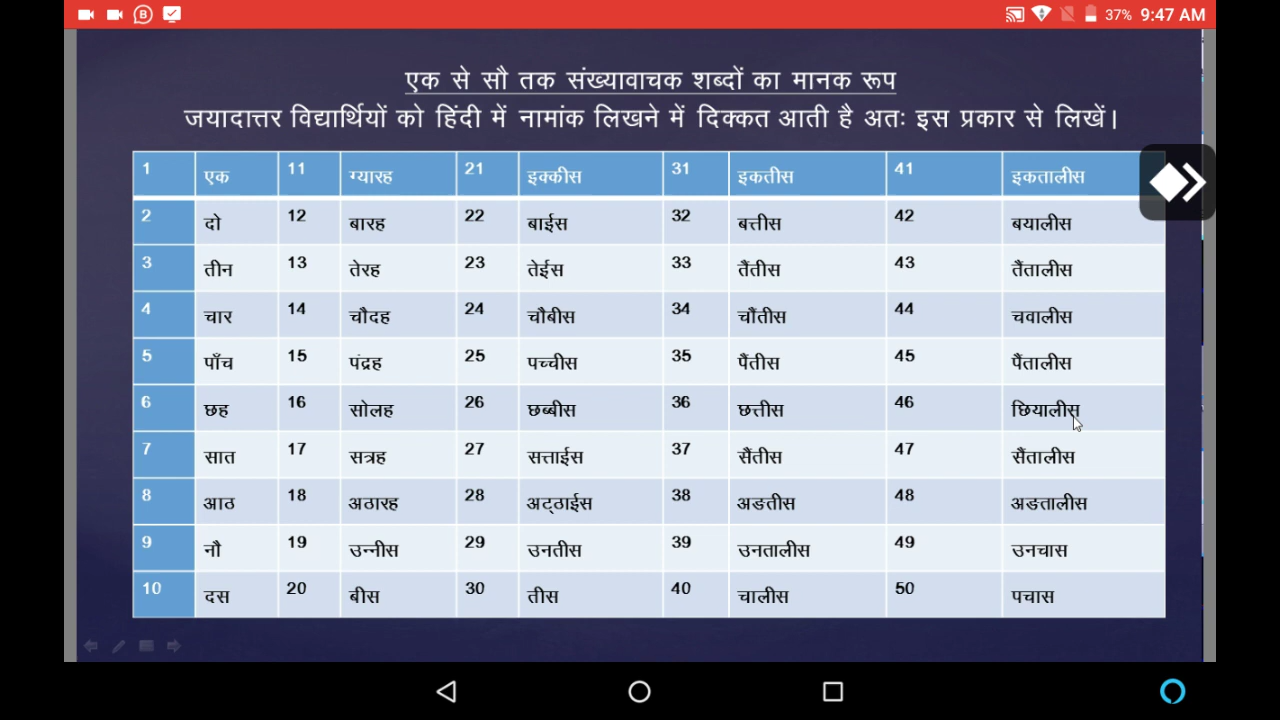 37% 9:47 AM
एक से सौ तक संख्यावाचक शब्दों का मानक रूप
जयादात्तर विद्यार्थियों को हिंदी में नामांक लिखने में दिक्कत आती है अतः इस प्रकार से लिखें।
1 एक 11 ग्यारह 21 इक्कीस 31 इकतीस 41 इकतालीस
2 दो 12 बारह 22 बाईस 32 बत्तीस 42 बयालीस
3 तीन 13 तेरह 23 तेईस 33 तैंतीस 43 तैंतालीस
4 चार 14 चौदह 24 चौबीस 34 चौंतीस 44 चवालीस
5 पाँच 15 पंद्रह 25 पच्चीस 35 पैंतीस 45 पैंतालीस
6 छह 16 सोलह 26 छब्बीस 36 छत्तीस 46 छियालीस
7 सात 17 सत्रह 27 सत्ताईस 37 सैंतीस 47 सैंतालीस
8 आठ 18 अठारह 28 अट्ठाईस 38 अङतीस 48 अङतालीस
9 नौ 19 उन्नीस 29 उनतीस 39 उनतालीस 49 उनचास
10 दस 20 बीस 30 तीस 40 चालीस 50 पचास